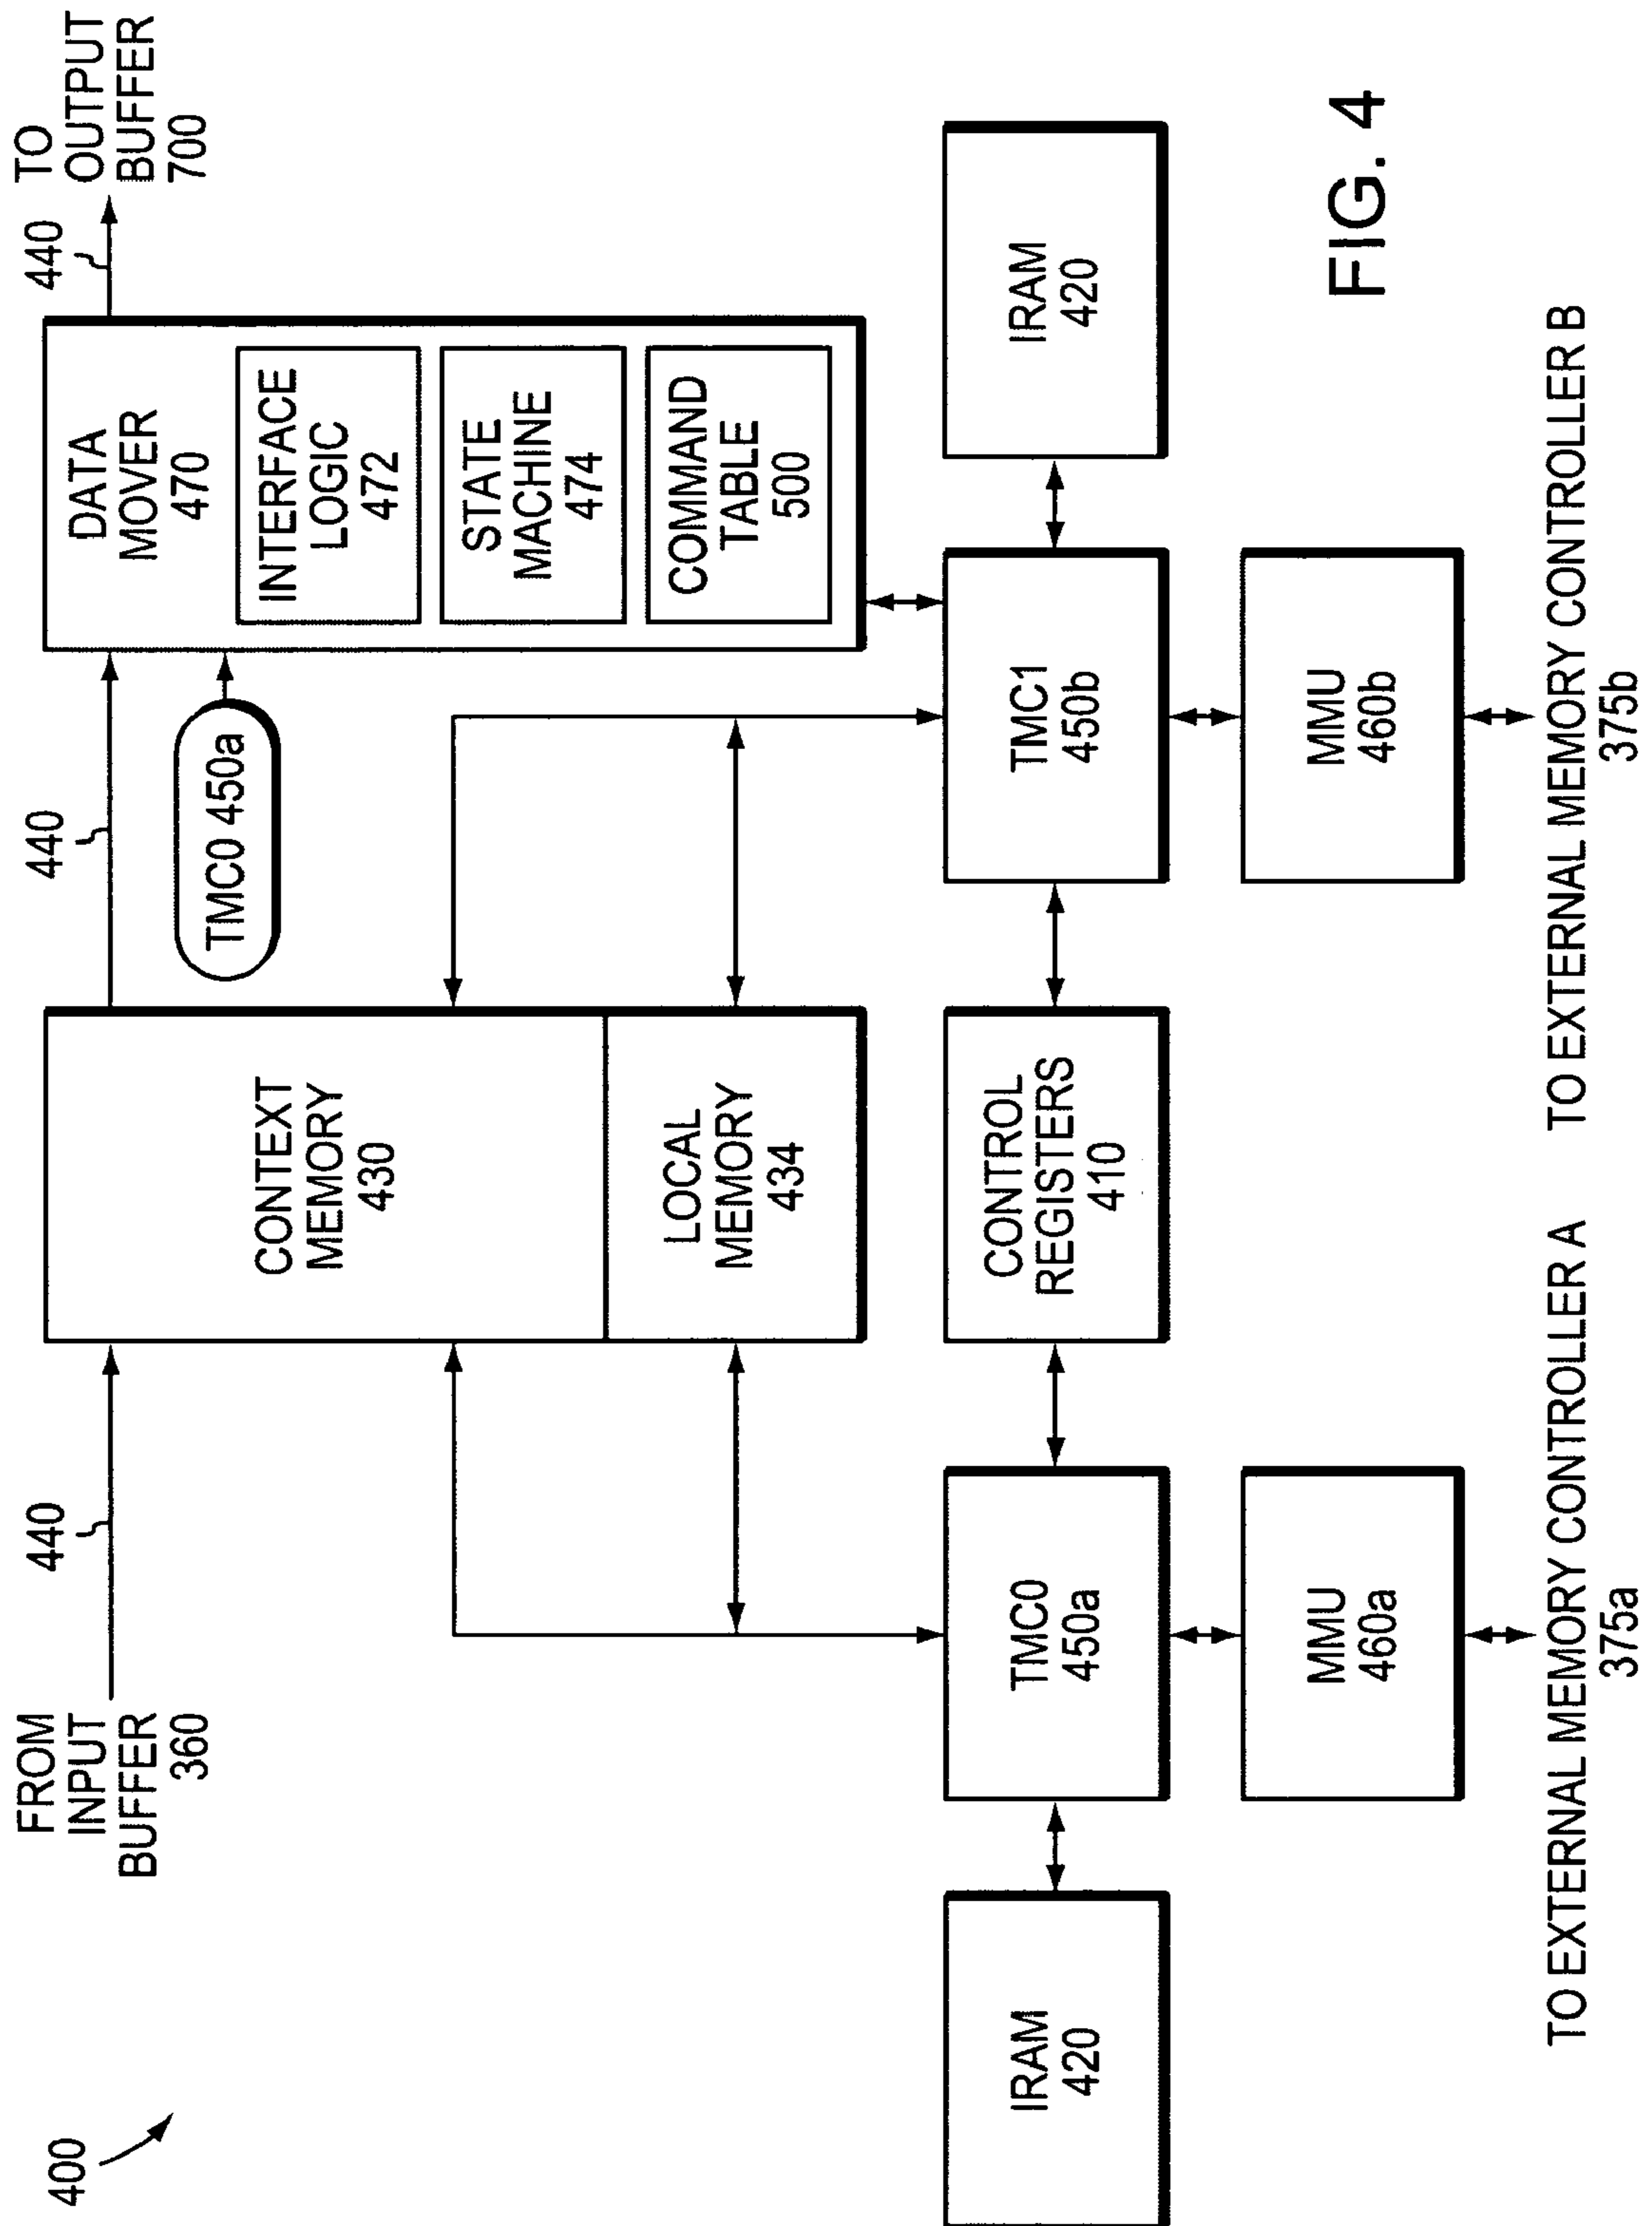 400
FROM
INPUT
BUFFER
360
440
CONTEXT
MEMORY
430
LOCAL
MEMORY
434
440
TMC0 450a
DATA
MOVER
470
INTERFACE
LOGIC
472
STATE
MACHINE
474
COMMAND
TABLE
500
440
TO
OUTPUT
BUFFER
700
IRAM
420
TMC0
450a
CONTROL
REGISTERS
410
TMC1
450b
IRAM
420
MMU
460a
MMU
460b
TO EXTERNAL MEMORY CONTROLLER A
375a
TO EXTERNAL MEMORY CONTROLLER B
375b
FIG. 4